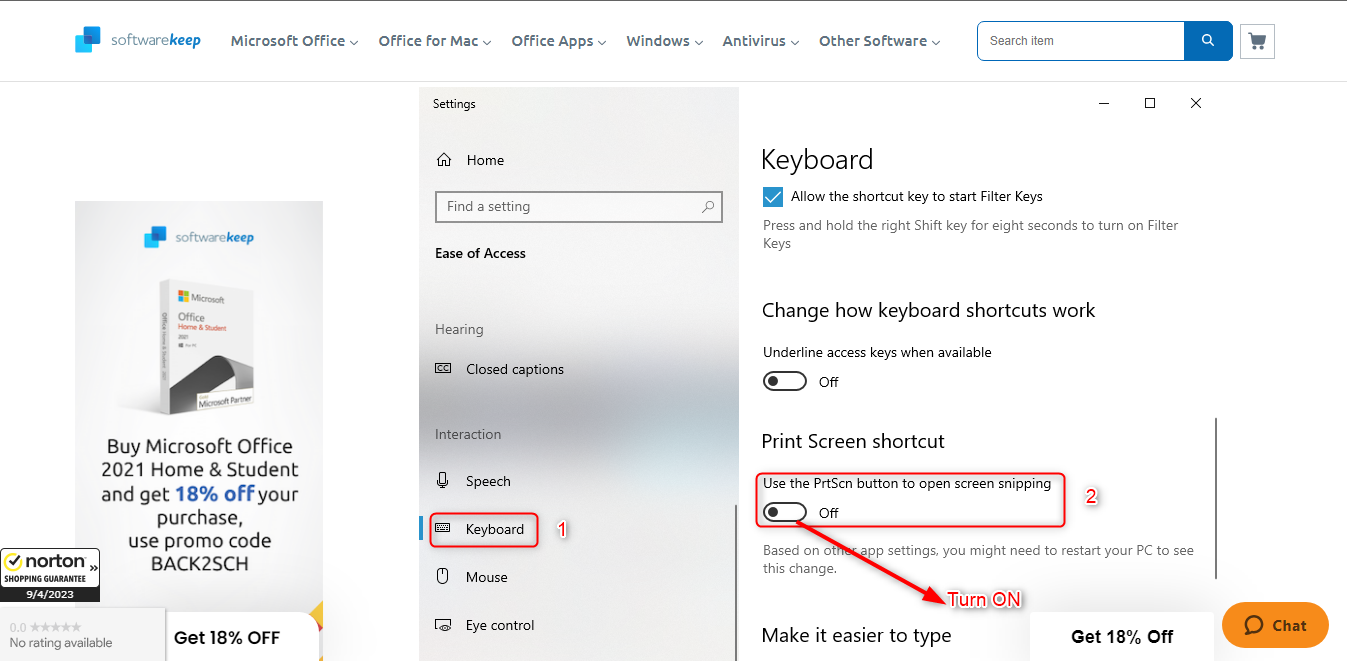 softwarekeep
Microsoft Office
Office for Mac
Office Apps
Windows
Antivirus
Other Software
Search item
softwarekeep
Microsoft
Office
Home & Student
2021
Microsoft Partner
Buy Microsoft Office
2021 Home & Student
and get 18% off your
purchase,
use promo code
BACK2SCH
norton
SHOPPING GUARANTEE
9/4/2023
0.0 ★★★★★
No rating available
Get 18% OFF
Settings
Home
Find a setting
Ease of Access
Hearing
CC Closed captions
Interaction
Speech
Keyboard
1
Mouse
Eye control
Keyboard
Allow the shortcut key to start Filter Keys
Press and hold the right Shift key for eight seconds to turn on Filter
Keys
Change how keyboard shortcuts work
Underline access keys when available
Off
Print Screen shortcut
Use the PrtScn button to open screen snipping
2
Off
Based on other app settings, you might need to restart your PC to see
this change.
Turn ON
Make it easier to type
Get 18% Off
Chat